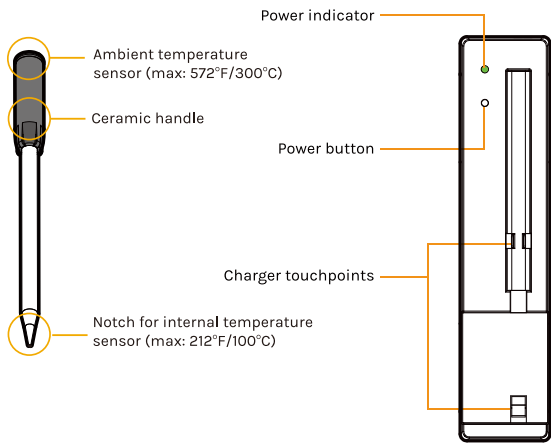 Power indicator
Ambient temperature
sensor (max: 572°F/300°C)
Ceramic handle
Power button
Charger touchpoints
Notch for internal temperature
sensor (max: 212°F/100°C)